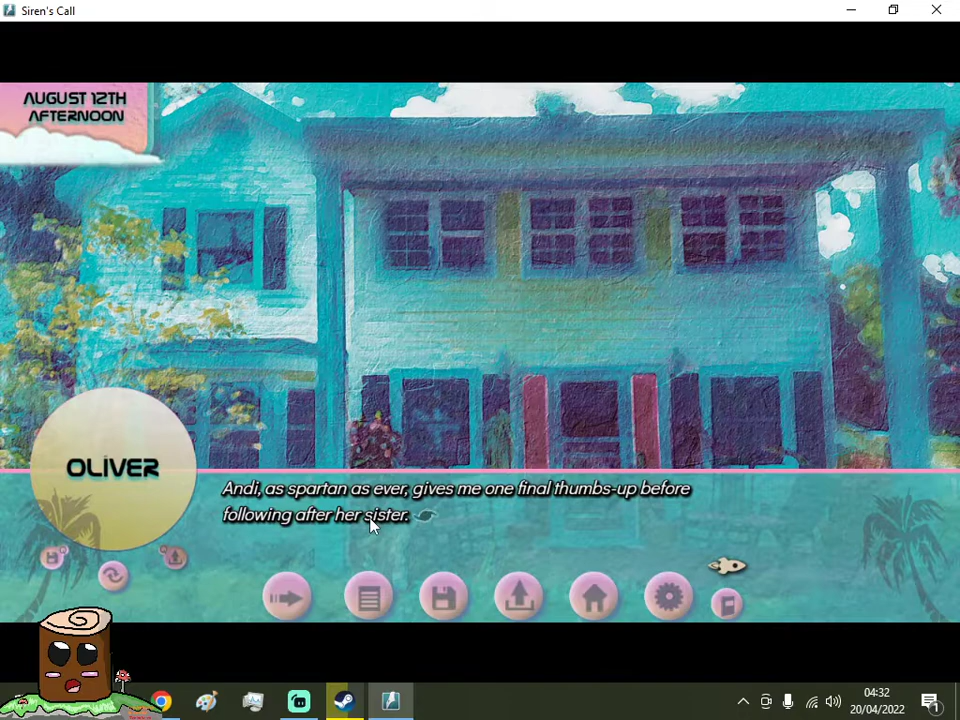 Siren's Call
AUGUST 12TH
AFTERNOON
OLIVER
Andi, as spartan as ever, gives me one final thumbs-up before
following after her sister.
04:32
20/04/2022
1